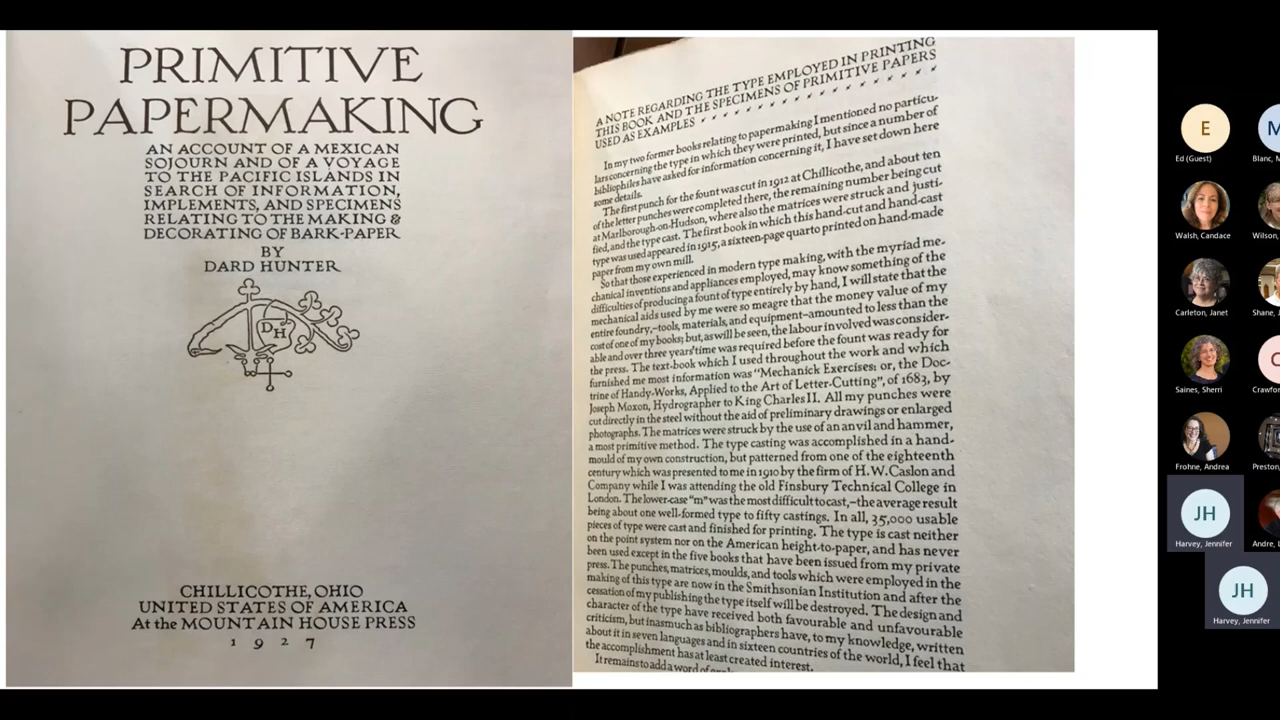 PRIMITIVE
PAPERMAKING
AN ACCOUNT OF A MEXICAN
SOJOURN AND OF A VOYAGE
TO THE PACIFIC ISLANDS IN
SEARCH OF INFORMATION,
IMPLEMENTS, AND SPECIMENS
RELATING TO THE MAKING &
DECORATING OF BARK-PAPER
BY
DARD HUNTER
DH
CHILLICOTHE, OHIO
UNITED STATES OF AMERICA
At the MOUNTAIN HOUSE PRESS
1927
A NOTE REGARDING THE TYPE EMPLOYED IN PRINTING
THIS BOOK AND THE SPECIMENS OF PRIMITIVE PAPERS
USED AS EXAMPLES
In my two former books relating to papermaking I mentioned no particu-
lars concerning the type in which they were printed, but since a number of
bibliophiles have asked for information concerning it, I have set down here
some details.
The first punch for the fount was cut in 1912 at Chillicothe, and about ten
of the letter punches were completed there, the remaining number being cut
at Marlborough-on-Hudson, where also the matrices were struck and justi-
fied, and the type cast. The first book in which this hand-cut and hand-cast
type was used appeared in 1915, a sixteen-page quarto printed on hand-made
paper from my own mill.
So that those experienced in modern type making, with the myriad me-
chanical inventions and appliances employed, may know something of the
difficulties of producing a fount of type entirely by hand, I will state that the
mechanical aids used by me were so meagre that the money value of my
entire foundry,–tools, materials, and equipment–amounted to less than the
cost of one of my books; but, as will be seen, the labour involved was consider-
able and over three years' time was required before the fount was ready for
the press. The text-book which I used throughout the work and which
furnished me most information was "Mechanick Exercises: or, the Doc-
trine of Handy-Works, Applied to the Art of Letter-Cutting", of 1683, by
Joseph Moxon, Hydrographer to King Charles II. All my punches were
cut directly in the steel without the aid of preliminary drawings or enlarged
photographs. The matrices were struck by the use of an anvil and hammer,
a most primitive method. The type casting was accomplished in a hand-
mould of my own construction, but patterned from one of the eighteenth
century which was presented to me in 1910 by the firm of H.W. Caslon and
Company while I was attending the old Finsbury Technical College in
London. The lower-case "m" was the most difficult to cast,–the average result
being about one well-formed type to fifty castings. In all, 35,000 usable
pieces of type were cast and finished for printing. The type is cast neither
on the point system nor on the American height-to-paper, and has never
been used except in the five books that have been issued from my private
press. The punches, matrices, moulds, and tools which were employed in the
making of this type are now in the Smithsonian Institution and after the
cessation of my publishing the type itself will be destroyed. The design and
character of the type have received both favourable and unfavourable
criticism, but inasmuch as bibliographers have, to my knowledge, written
about it in seven languages and in sixteen countries of the world, I feel that
the accomplishment has at least created interest.
It remains to add a word of
E
Ed (Guest)
M
Blanc, M
Walsh, Candace
Wilson,
Carleton, Janet
Shane, J
Saines, Sherri
C
Crawfor
Frohne, Andrea
Preston,
JH
Harvey, Jennifer
Andre, L
JH
Harvey, Jennifer